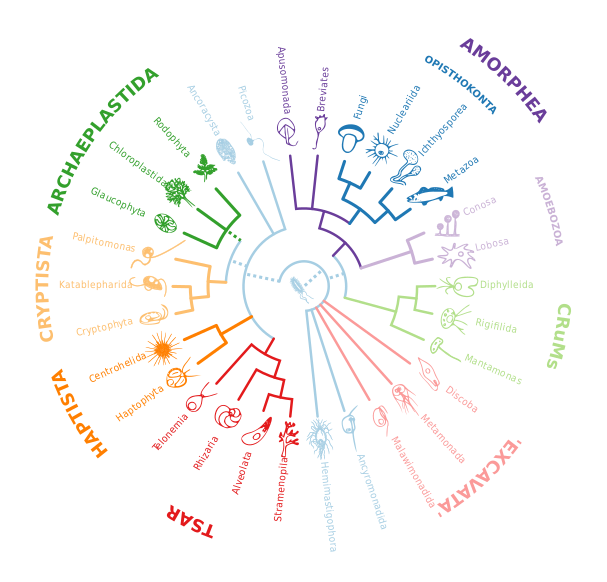 AMORPHEA
OPISTHOKONTA
AMOEBOZOA
CRuMs
'EXCAVATA'
TSAR
HAPTISTA
CRYPTISTA
ARCHAEPLASTIDA
Apusomonada
Breviates
Fungi
Nucleariida
Ichthyosporea
Metazoa
Conosa
Lobosa
Diphylleida
Rigifilida
Mantamonas
Discoba
Metamonada
Malawimonadida
Ancyromonadida
Hemimastigophora
Stramenopila
Alveolata
Rhizaria
Telonemia
Haptophyta
Centrohelida
Cryptophyta
Katablepharida
Palpitomonas
Glaucophyta
Chloroplastida
Rodophyta
Ancoracysta
Picozoa